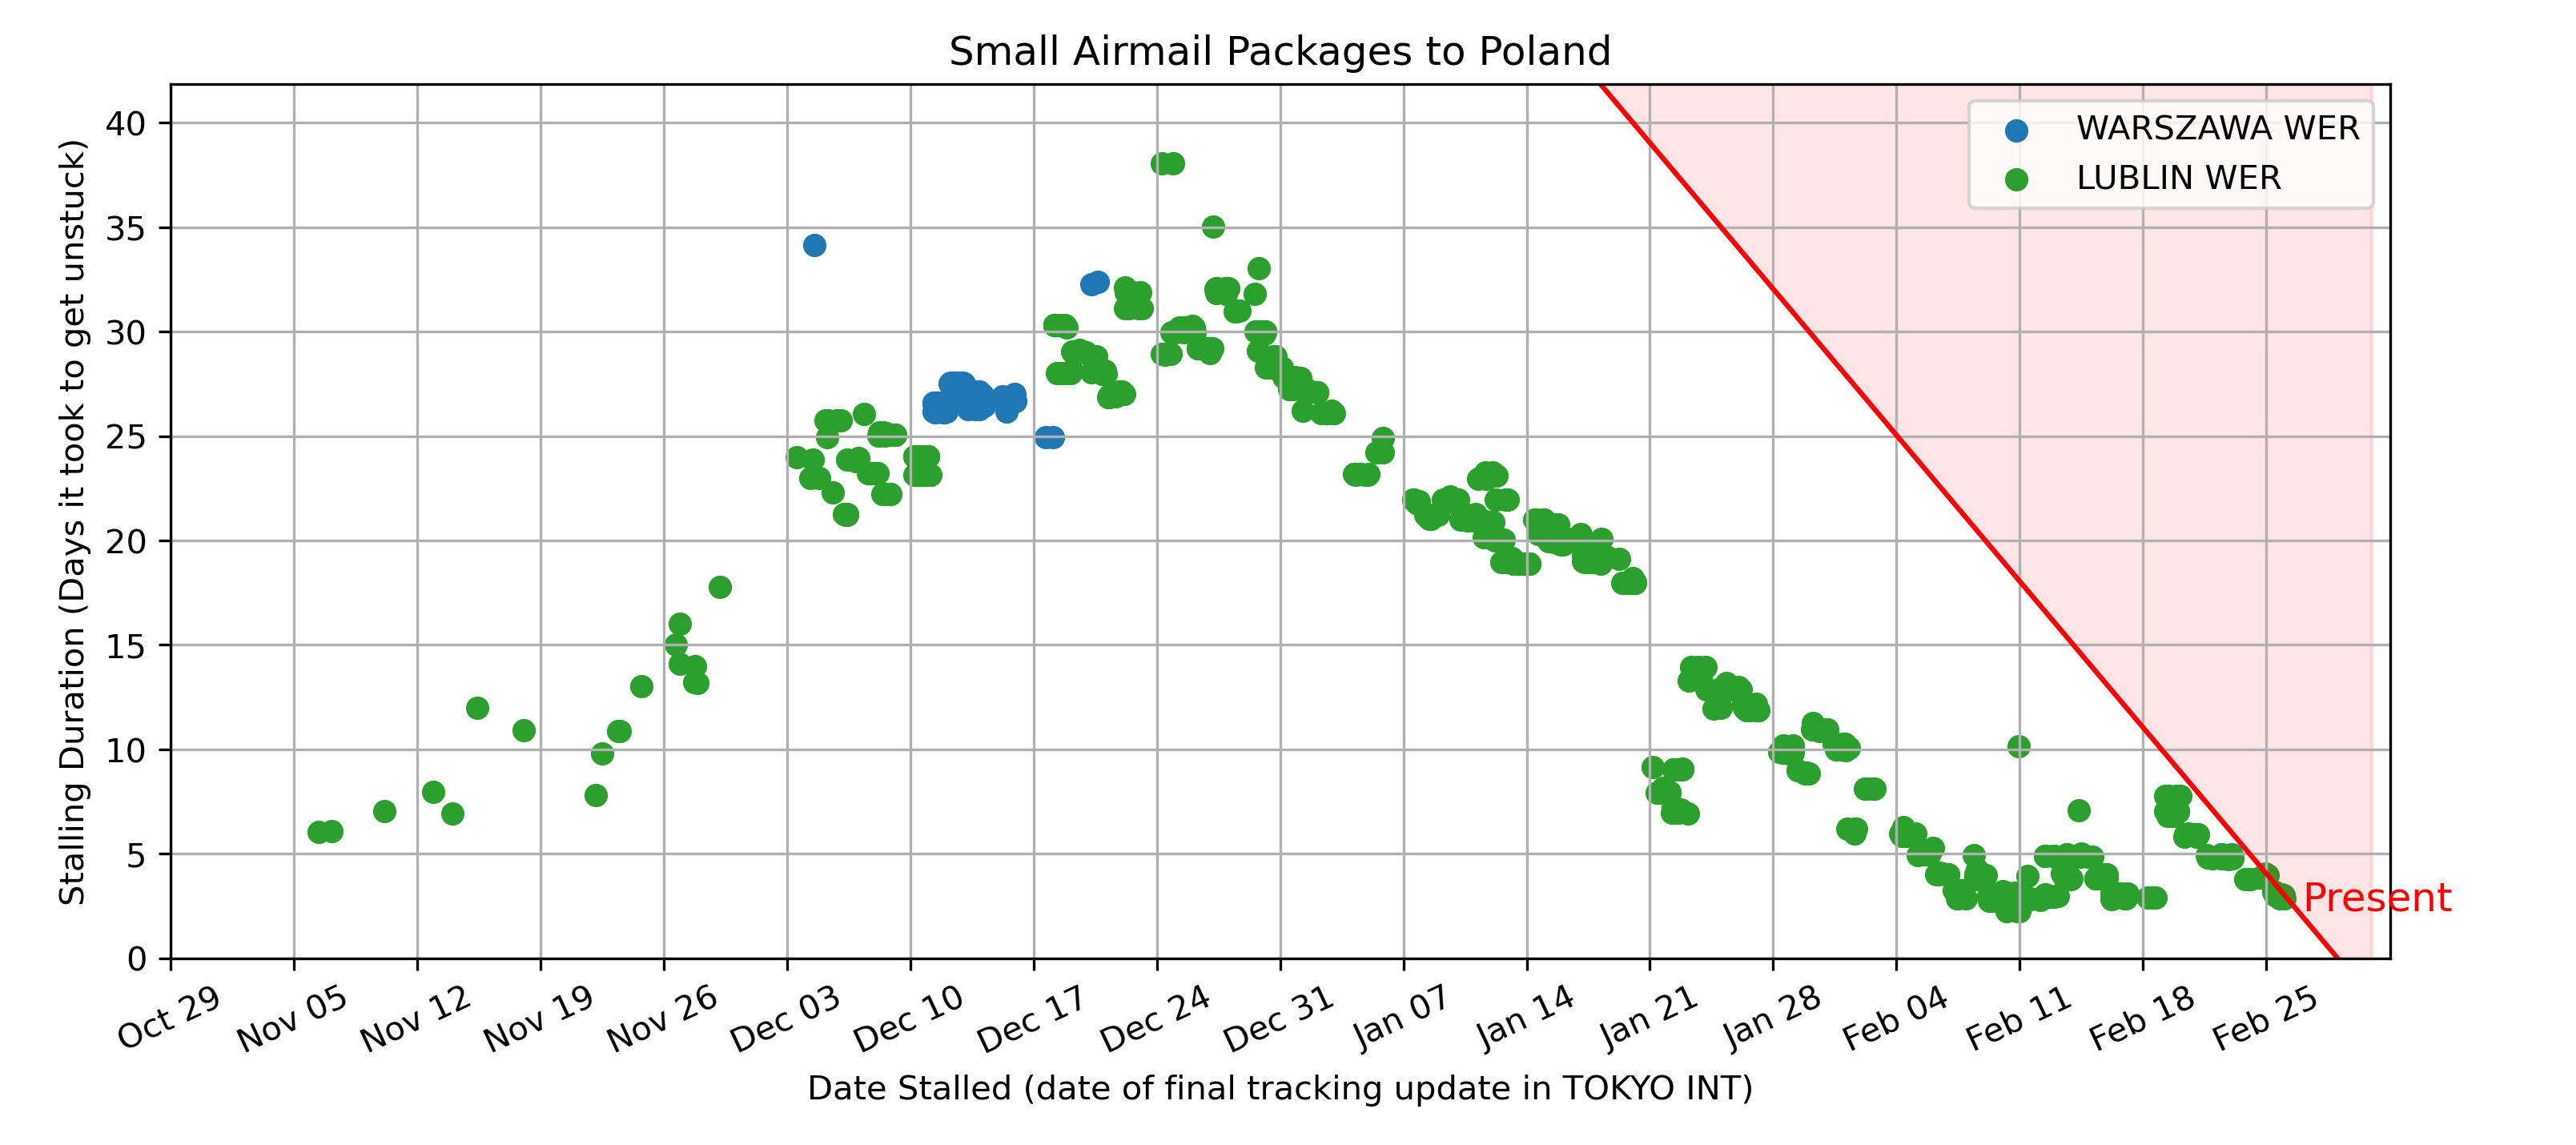 Small Airmail Packages to Poland
WARSZAWA WER
LUBLIN WER
Stalling Duration (Days it took to get unstuck)
40
35
30
25
20
15
10
5
0
Present
Oct 29
Nov 05
Nov 12
Nov 19
Nov 26
Dec 03
Dec 10
Dec 17
Dec 24
Dec 31
Jan 07
Jan 14
Jan 21
Jan 28
Feb 04
Feb 11
Feb 18
Feb 25
Date Stalled (date of final tracking update in TOKYO INT)